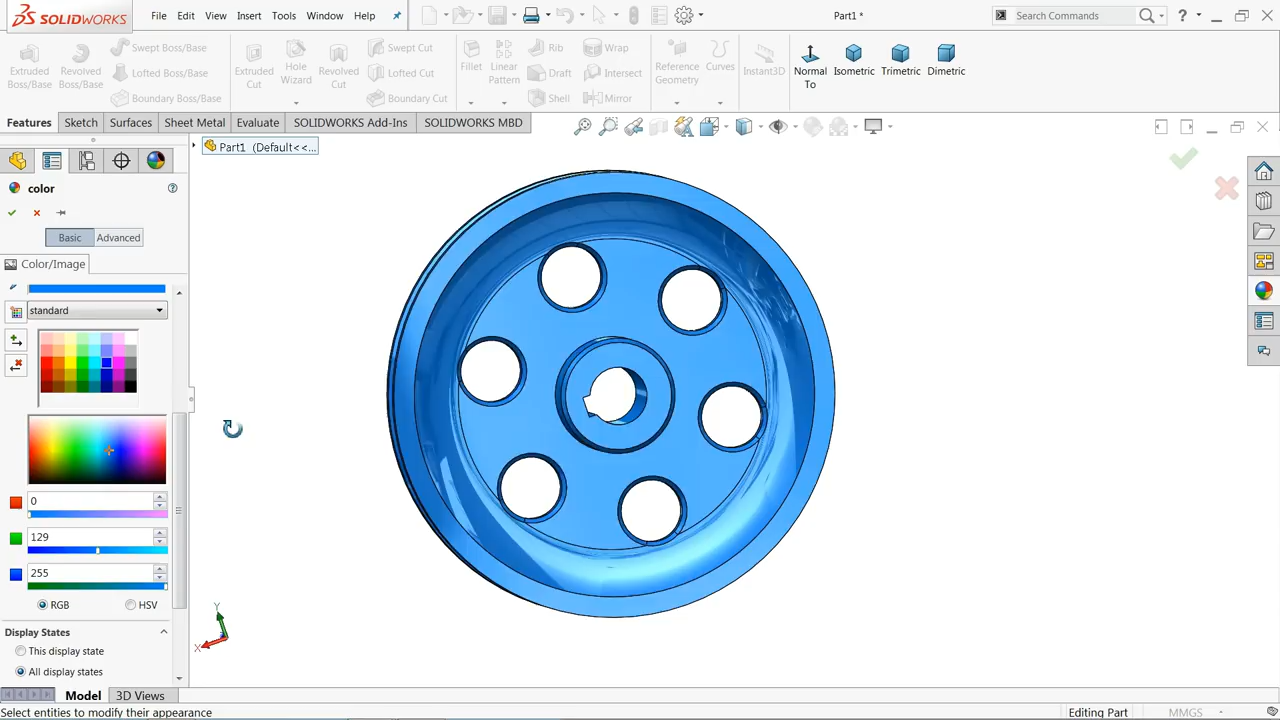 SOLIDWORKS
File Edit View Insert Tools Window Help
Part1 *
Search Commands
?
Extruded Boss/Base
Revolved Boss/Base
Swept Boss/Base
Lofted Boss/Base
Boundary Boss/Base
Extruded Cut
Hole Wizard
Revolved Cut
Swept Cut
Lofted Cut
Boundary Cut
Fillet
Linear Pattern
Rib
Draft
Shell
Wrap
Intersect
Mirror
Reference Geometry
Curves
Instant3D
Normal To
Isometric
Trimetric
Dimetric
Features Sketch Surfaces Sheet Metal Evaluate SOLIDWORKS Add-Ins SOLIDWORKS MBD
Part1 (Default<<...
color
?
Basic Advanced
Color/Image
standard
0
129
255
RGB HSV
Display States
This display state
All display states
Y
X
Model 3D Views
Select entities to modify their appearance
Editing Part
MMGS